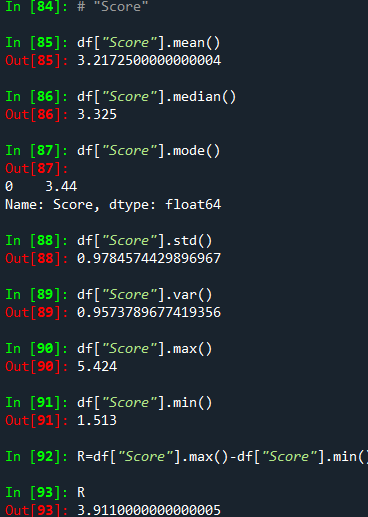 In [84]: # "Score"
In [85]: df["Score"].mean()
Out[85]: 3.2172500000000004
In [86]: df["Score"].median()
Out[86]: 3.325
In [87]: df["Score"].mode()
Out[87]:
0    3.44
Name: Score, dtype: float64
In [88]: df["Score"].std()
Out[88]: 0.9784574429896967
In [89]: df["Score"].var()
Out[89]: 0.9573789677419356
In [90]: df["Score"].max()
Out[90]: 5.424
In [91]: df["Score"].min()
Out[91]: 1.513
In [92]: R=df["Score"].max()-df["Score"].min()
In [93]: R
Out[93]: 3.9110000000000005